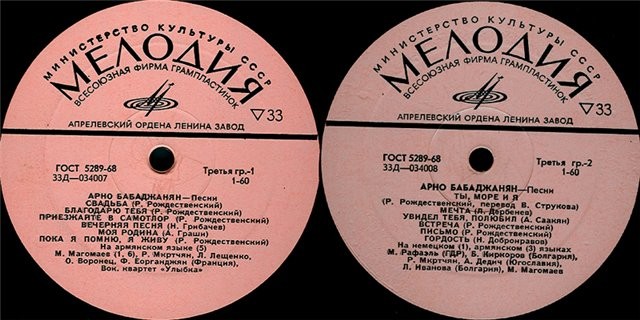 МИНИСТЕРСТВО КУЛЬТУРЫ СССР
МЕЛОДИЯ
ВСЕСОЮЗНАЯ ФИРМА ГРАМПЛАСТИНОК
33
АПРЕЛЕВСКИЙ ОРДЕНА ЛЕНИНА ЗАВОД
ГОСТ 5289-68
33Д—034007
Третья гр.-1
1-60
АРНО БАБАДЖАНЯН—Песни
СВАДЬБА (Р. Рождественский)
БЛАГОДАРЮ ТЕБЯ (Р. Рождественский)
ПРИЕЗЖАЙТЕ В САМОТЛОР (Р. Рождественский)
ВЕЧЕРНЯЯ ПЕСНЯ (Н. Грибачев)
МОЯ РОДИНА (А. Граши)
ПОКА Я ПОМНЮ, Я ЖИВУ (Р. Рождественский)
На армянском языке (5)
М. Магомаев (1, 6), Р. Мкртчян, Л. Лещенко,
О. Воронец, Ф. Еорганджян (Франция),
Вок. квартет «Улыбка»
МИНИСТЕРСТВО КУЛЬТУРЫ СССР
МЕЛОДИЯ
ВСЕСОЮЗНАЯ ФИРМА ГРАМПЛАСТИНОК
33
АПРЕЛЕВСКИЙ ОРДЕНА ЛЕНИНА ЗАВОД
ГОСТ 5289-68
33Д—034008
Третья гр.-2
1-60
АРНО БАБАДЖАНЯН—Песни
ТЫ, МОРЕ И Я
(Р. Рождественский, перевод В. Струкова)
МЕЧТА (Л. Дербенев)
УВИДЕЛ ТЕБЯ, ПОЛЮБИЛ (А. Саакян)
ВСТРЕЧА (Р. Рождественский)
ПИСЬМО (Р. Рождественский)
ГОРДОСТЬ (Н. Добронравов)
На немецком (1), армянском (3) языках
М. Рафаэль (ГДР), Б. Киркоров (Болгария),
Р. Мкртчян, А. Дедич (Югославия),
Л. Иванова (Болгария), М. Магомаев